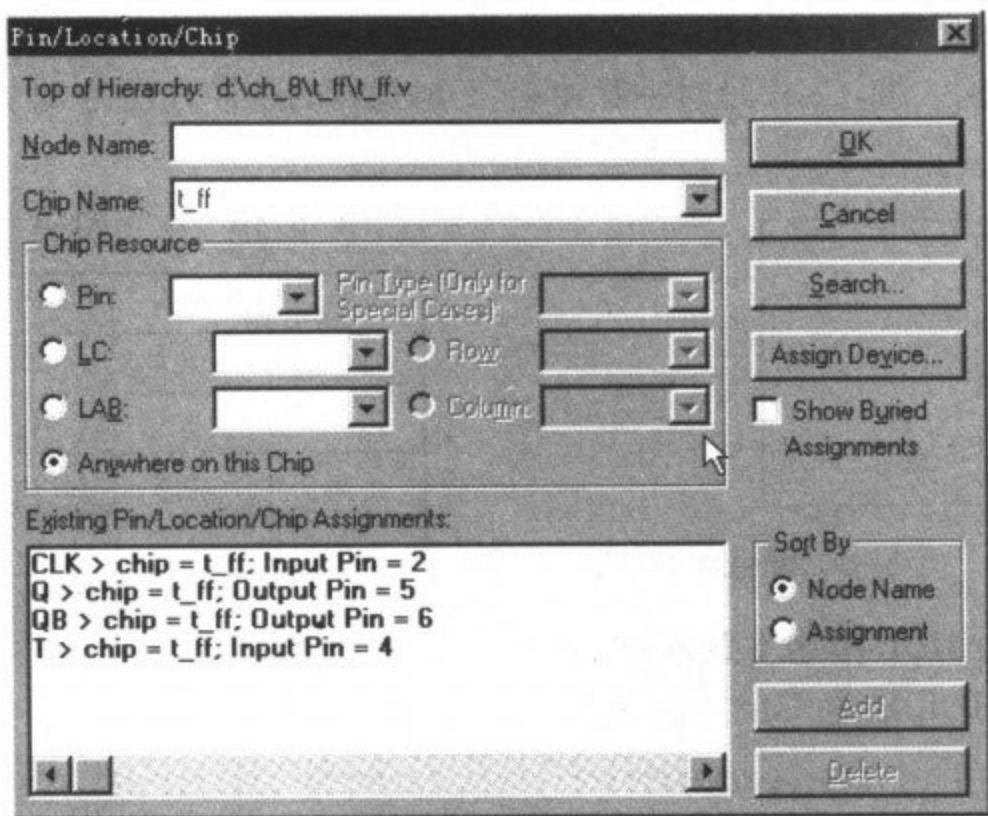 Pin/Location/Chip
Top of Hierarchy: d:\ch_8\t_ff\t_ff.v
Node Name:
OK
Chip Name: t_ff
Cancel
Chip Resource
Pin:
Pin Type (Only for
Special Cases):
Search...
LC:
Row:
Assign Device...
LAB:
Column:
Show Buried
Assignments
Anywhere on this Chip
Existing Pin/Location/Chip Assignments:
CLK > chip = t_ff; Input Pin = 2
Q > chip = t_ff; Output Pin = 5
QB > chip = t_ff; Output Pin = 6
T > chip = t_ff; Input Pin = 4
Sort By
Node Name
Assignment
Add
Delete